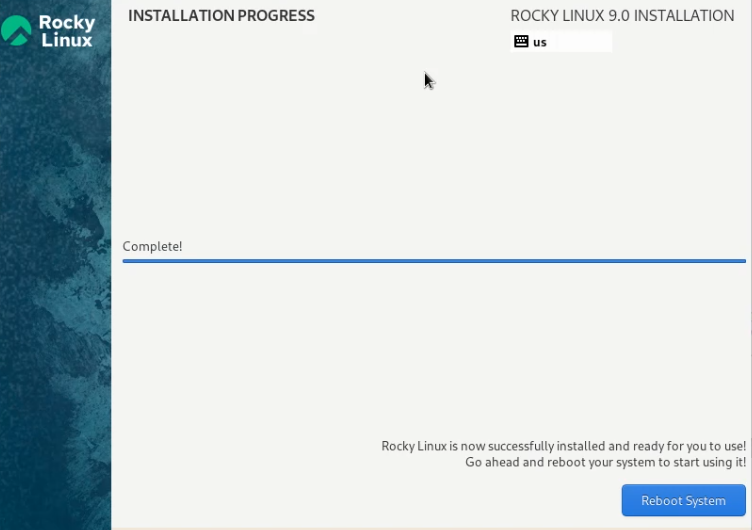 Rocky
Linux
INSTALLATION PROGRESS
ROCKY LINUX 9.0 INSTALLATION
us
Complete!
Rocky Linux is now successfully installed and ready for you to use!
Go ahead and reboot your system to start using it!
Reboot System